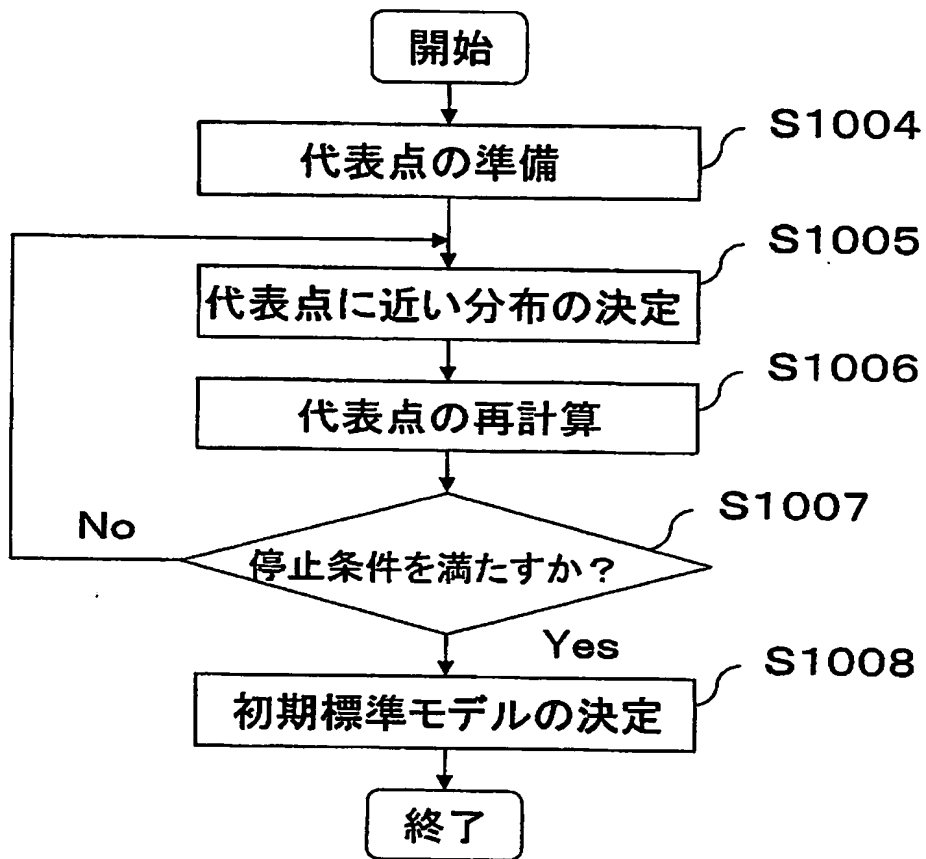 開始
S1004
代表点の準備
S1005
代表点に近い分布の決定
S1006
代表点の再計算
S1007
No
停止条件を満たすか?
Yes
S1008
初期標準モデルの決定
終了